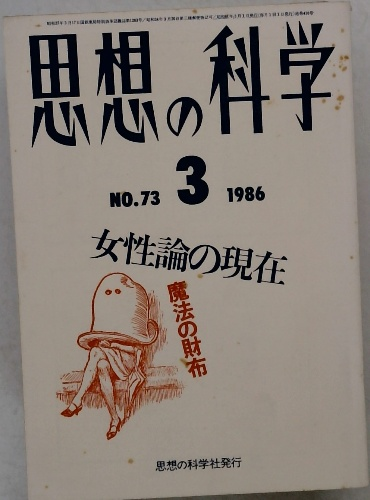 思想の科学
NO.73 3 1986
女性論の現在
魔法の財布
思想の科学社発行